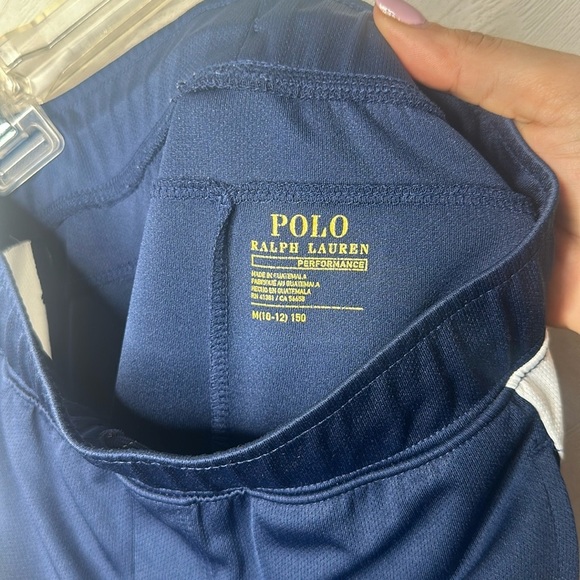 POLO
RALPH LAUREN
PERFORMANCE
MADE IN GUATEMALA
FABRIQUÉ AU GUATEMALA
HECHO EN GUATEMALA
RN 41381 / CA 56658
M(10-12) 150